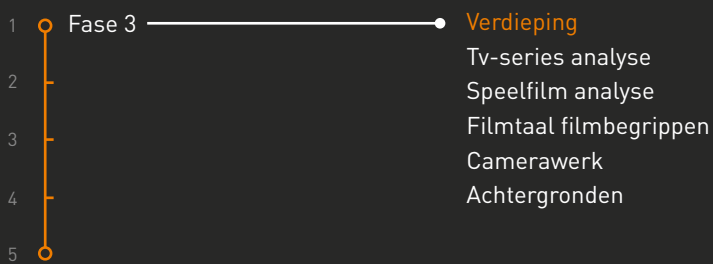 1
Fase 3
Verdieping
Tv-series analyse
2
Speelfilm analyse
Filmtaal filmbegrippen
3
Camerawerk
4
Achtergronden
5